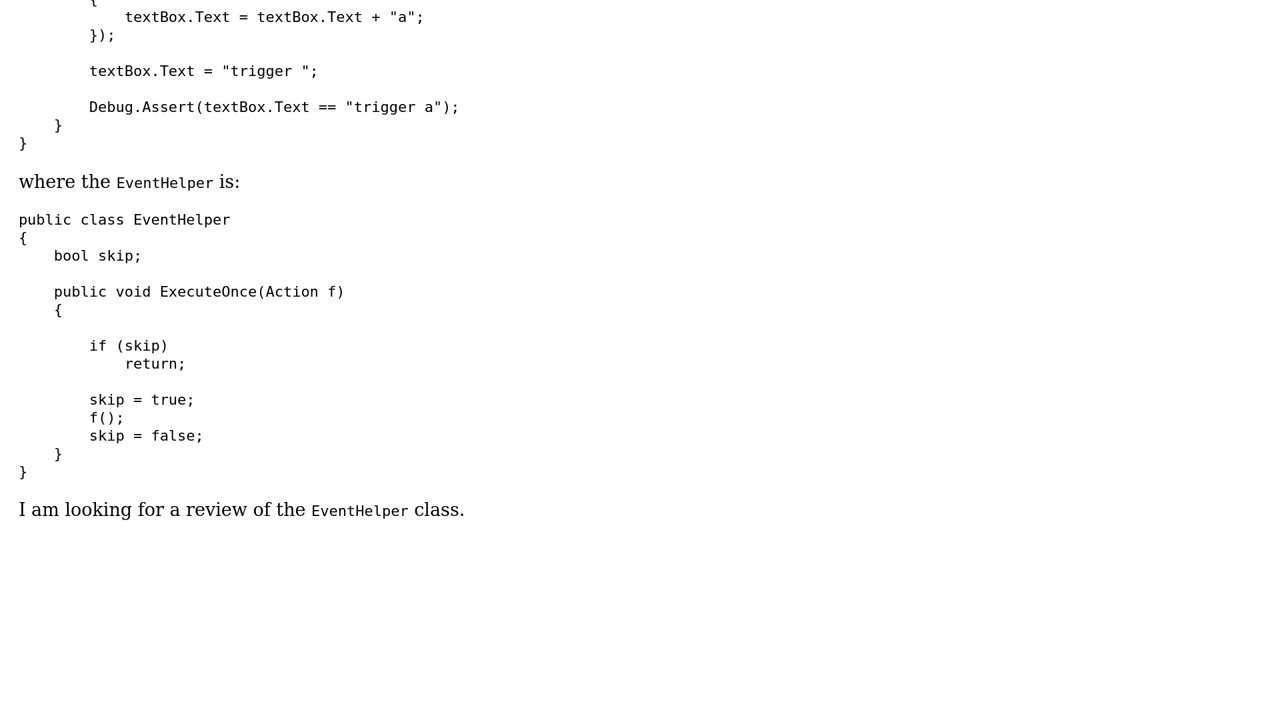 {
            textBox.Text = textBox.Text + "a";
        });

        textBox.Text = "trigger ";

        Debug.Assert(textBox.Text == "trigger a");
    }
}
where the EventHelper is:
public class EventHelper
{
    bool skip;

    public void ExecuteOnce(Action f)
    {

        if (skip)
            return;

        skip = true;
        f();
        skip = false;
    }
}
I am looking for a review of the EventHelper class.